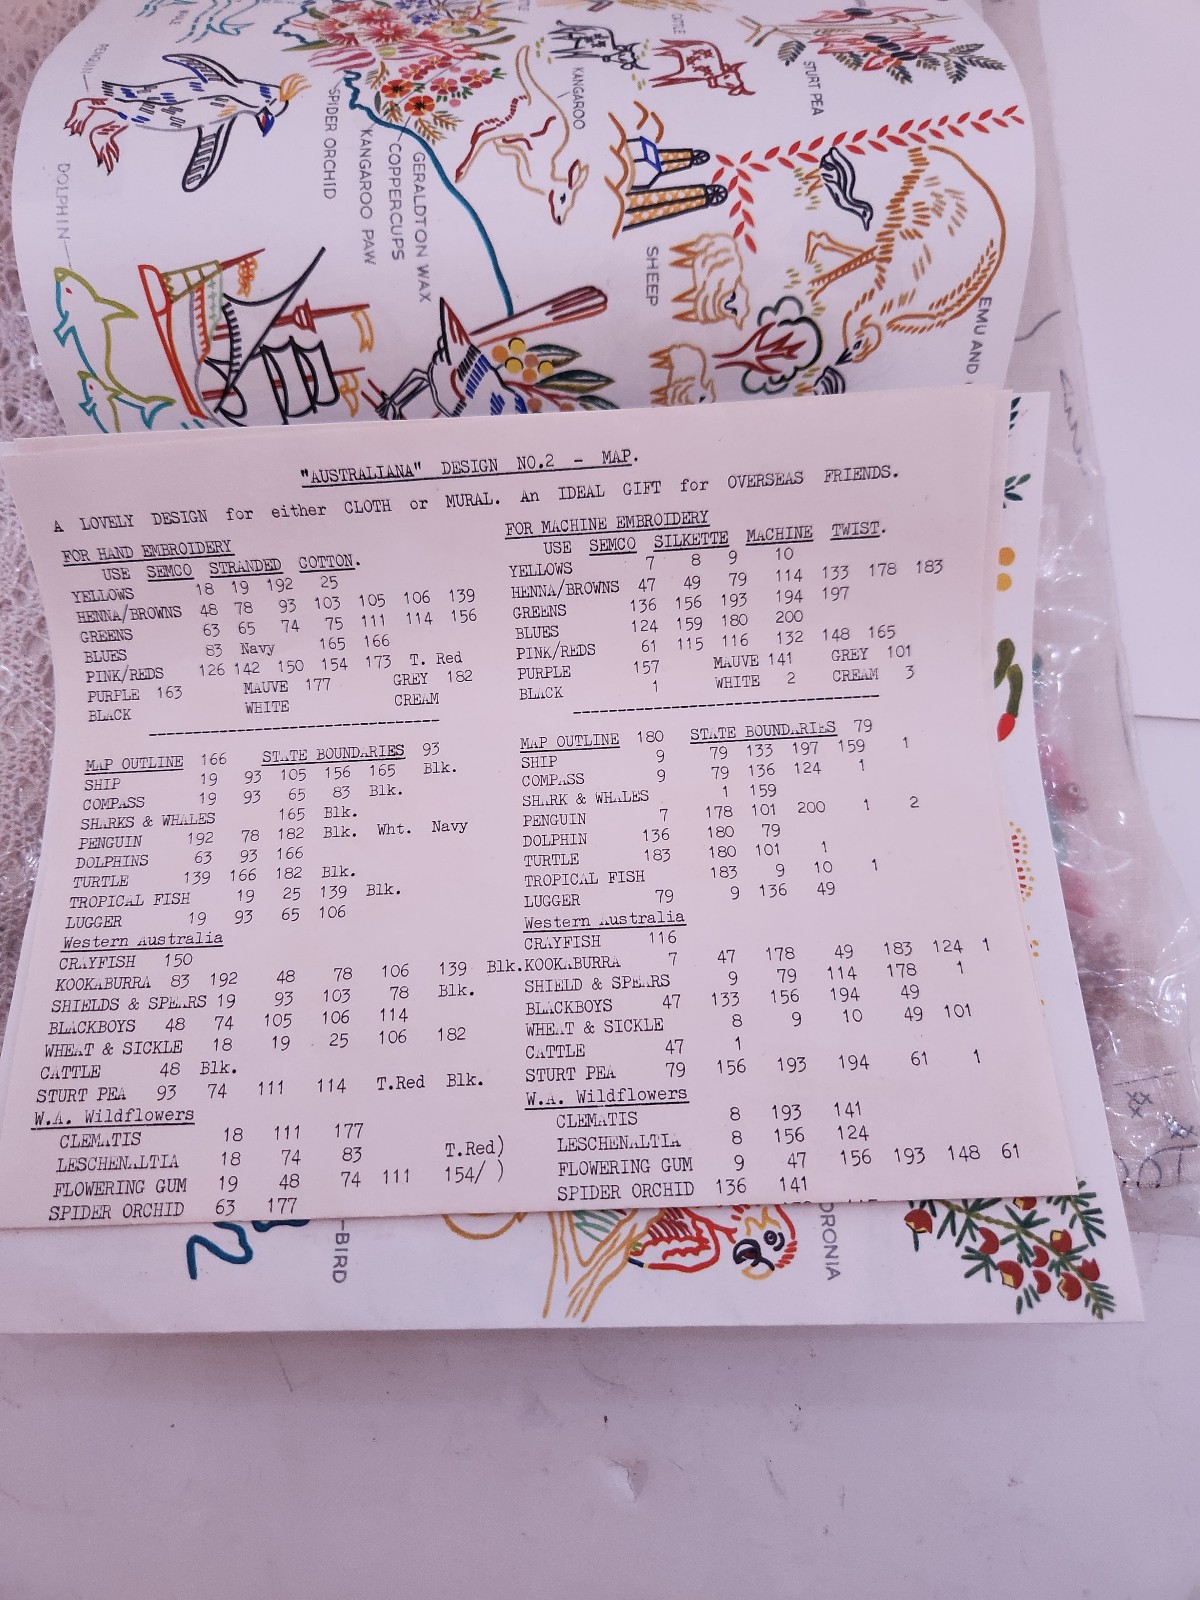 PENGUIN
DOLPHIN
SPIDER ORCHID
KANGAROO PAW
COPPERCUPS
GERALDTON WAX
KANGAROO
CATTLE
STURT PEA
SHEEP
EMU AND
"AUSTRALIANA" DESIGN NO.2 - MAP.
A LOVELY DESIGN for either CLOTH or MURAL. An IDEAL GIFT for OVERSEAS FRIENDS.
FOR HAND EMBROIDERY
USE SEMCO STRANDED COTTON.
YELLOWS 18 19 192 25
HENNA/BROWNS 48 78 93 103 105 106 139
GREENS 63 65 74 75 111 114 156
BLUES 83 Navy 165 166
PINK/REDS 126 142 150 154 173 T. Red
PURPLE 163 MAUVE 177 GREY 182
BLACK WHITE CREAM
MAP OUTLINE 166 STATE BOUNDARIES 93
SHIP 19 93 105 156 165 Blk.
COMPASS 19 93 65 83 Blk.
SHARKS & WHALES 165 Blk.
PENGUIN 192 78 182 Blk. Wht. Navy
DOLPHINS 63 93 166
TURTLE 139 166 182 Blk.
TROPICAL FISH 19 25 139 Blk.
LUGGER 19 93 65 106
Western Australia
CRAYFISH 150
KOOKABURRA 83 192 48 78 106 139 Blk.
SHIELDS & SPEARS 19 93 103 78 Blk.
BLACKBOYS 48 74 105 106 114
WHEAT & SICKLE 18 19 25 106 182
CATTLE 48 Blk.
STURT PEA 93 74 111 114 T.Red Blk.
W.A. Wildflowers
CLEMATIS 18 111 177
LESCHENALTIA 18 74 83 T.Red)
FLOWERING GUM 19 48 74 111 154/ )
SPIDER ORCHID 63 177
FOR MACHINE EMBROIDERY
USE SEMCO SILKETTE MACHINE TWIST.
YELLOWS 7 8 9 10
HENNA/BROWNS 47 49 79 114 133 178 183
GREENS 136 156 193 194 197
BLUES 124 159 180 200
PINK/REDS 61 115 116 132 148 165
PURPLE 157 MAUVE 141 GREY 101
BLACK 1 WHITE 2 CREAM 3
MAP OUTLINE 180 STATE BOUNDARIES 79
SHIP 9 79 133 197 159 1
COMPASS 9 79 136 124 1
SHARK & WHALES 1 159
PENGUIN 7 178 101 200 1 2
DOLPHIN 136 180 79
TURTLE 183 180 101 1
TROPICAL FISH 183 9 10 1
LUGGER 79 9 136 49
Western Australia
CRAYFISH 116
KOOKABURRA 7 47 178 49 183 124 1
SHIELD & SPEARS 9 79 114 178 1
BLACKBOYS 47 133 156 194 49
WHEAT & SICKLE 8 9 10 49 101
CATTLE 47 1
STURT PEA 79 156 193 194 61 1
W.A. Wildflowers
CLEMATIS 8 193 141
LESCHENALTIA 8 156 124
FLOWERING GUM 9 47 156 193 148 61
SPIDER ORCHID 136 141
-BIRD
ORONIA